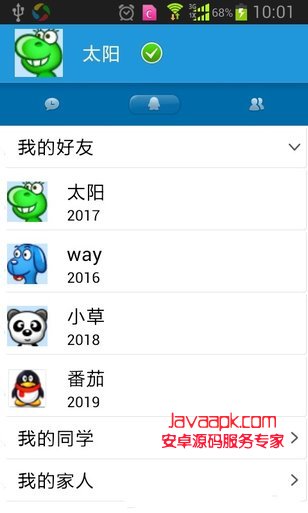 68% 10:01
太阳
我的好友
太阳
2017
way
2016
小草
2018
番茄
2019
Javaapk.com
我的同学
安卓源码服务专家
我的家人